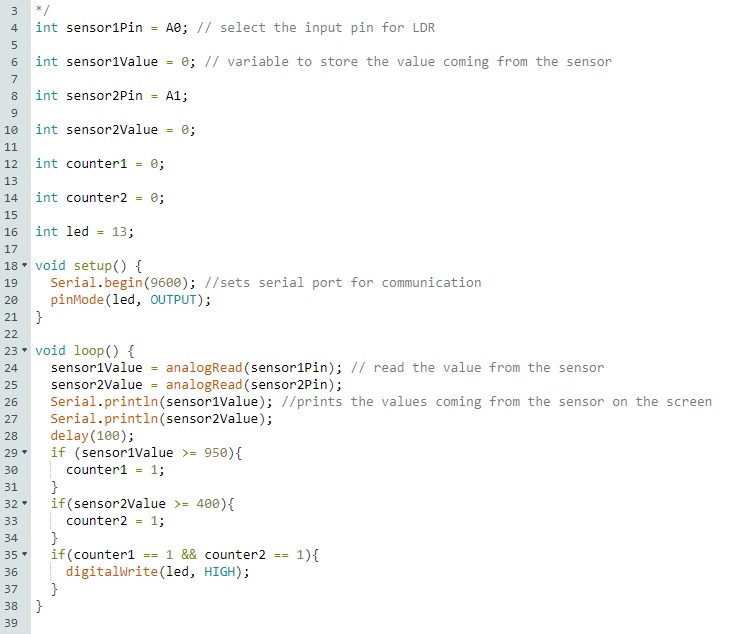 3 */
4 int sensor1Pin = A0; // select the input pin for LDR
5
6 int sensor1Value = 0; // variable to store the value coming from the sensor
7
8 int sensor2Pin = A1;
9
10 int sensor2Value = 0;
11
12 int counter1 = 0;
13
14 int counter2 = 0;
15
16 int led = 13;
17
18 void setup() {
19   Serial.begin(9600); //sets serial port for communication
20   pinMode(led, OUTPUT);
21 }
22
23 void loop() {
24   sensor1Value = analogRead(sensor1Pin); // read the value from the sensor
25   sensor2Value = analogRead(sensor2Pin);
26   Serial.println(sensor1Value); //prints the values coming from the sensor on the screen
27   Serial.println(sensor2Value);
28   delay(100);
29   if (sensor1Value >= 950){
30     counter1 = 1;
31   }
32   if(sensor2Value >= 400){
33     counter2 = 1;
34   }
35   if(counter1 == 1 && counter2 == 1){
36     digitalWrite(led, HIGH);
37   }
38 }
39